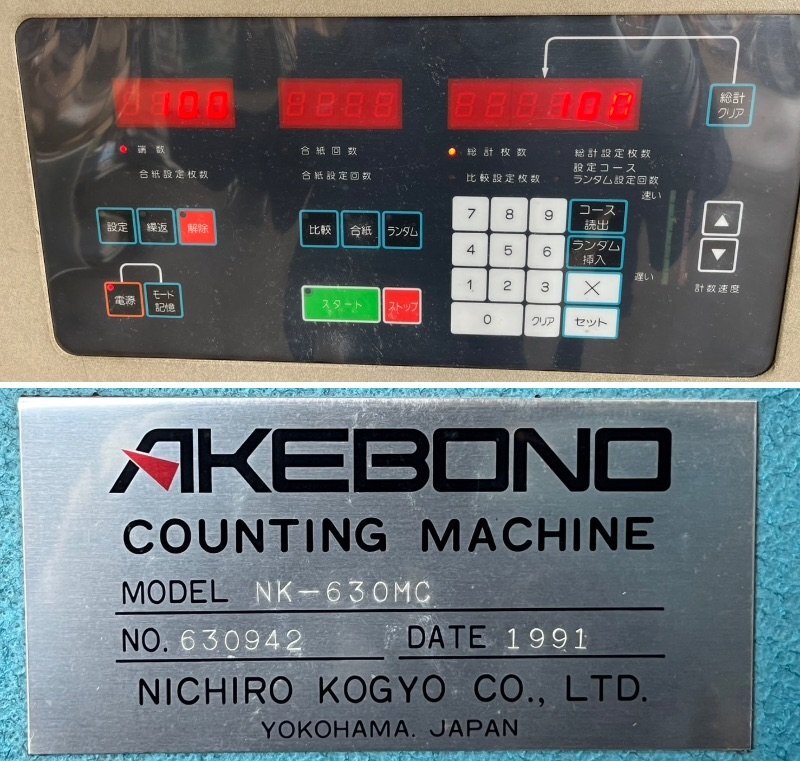 100
102
総計
クリア
端数
合紙回数
総計枚数
総計設定枚数
合紙設定枚数
合紙設定回数
比較設定枚数
設定コース
ランダム設定回数
速い
設定
繰返
解除
比較
合紙
ランダム
7
8
9
コース
読出
4
5
6
ランダム
挿入
▲
▼
計数速度
遅い
電源
モード
記憶
スタート
ストップ
1
2
3
×
0
クリア
セット
AKEBONO
COUNTING MACHINE
MODEL NK-630MC
NO. 630942 DATE 1991
NICHIRO KOGYO CO., LTD.
YOKOHAMA. JAPAN